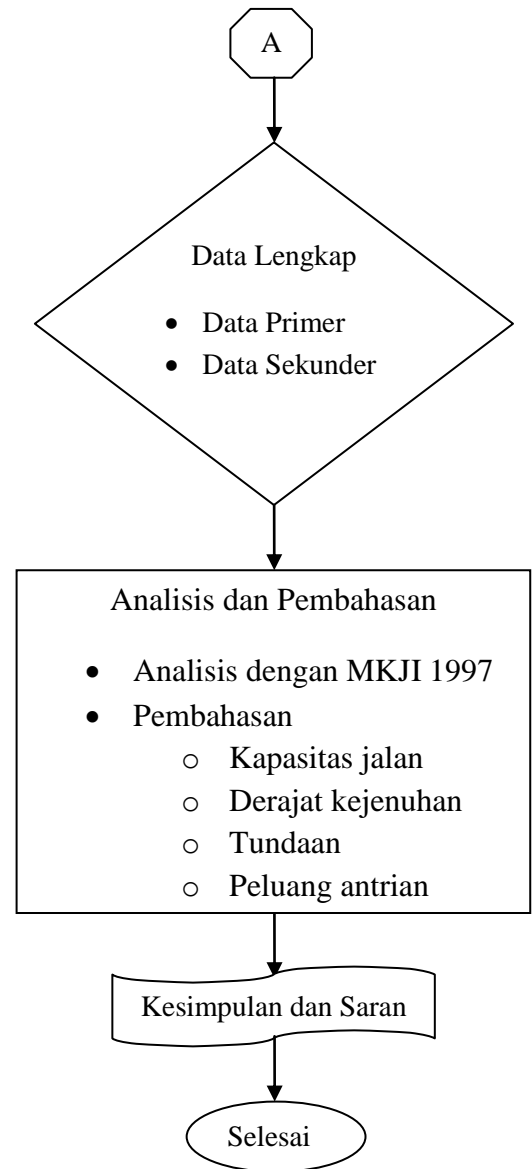 A
Data Lengkap
• Data Primer
• Data Sekunder
Analisis dan Pembahasan
• Analisis dengan MKJI 1997
• Pembahasan
o Kapasitas jalan
o Derajat kejenuhan
o Tundaan
o Peluang antrian
Kesimpulan dan Saran
Selesai